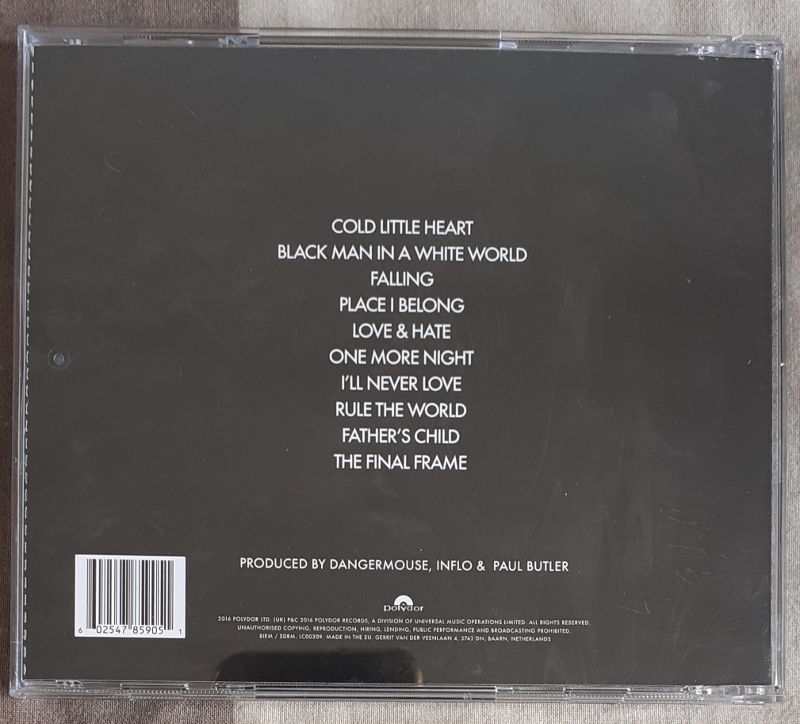 COLD LITTLE HEART
BLACK MAN IN A WHITE WORLD
FALLING
PLACE I BELONG
LOVE & HATE
ONE MORE NIGHT
I'LL NEVER LOVE
RULE THE WORLD
FATHER'S CHILD
THE FINAL FRAME
PRODUCED BY DANGERMOUSE, INFLO & PAUL BUTLER
polydor
2016 POLYDOR LTD. (UK) P&C 2016 POLYDOR RECORDS, A DIVISION OF UNIVERSAL MUSIC OPERATIONS LIMITED. ALL RIGHTS RESERVED.
UNAUTHORISED COPYING, REPRODUCTION, HIRING, LENDING, PUBLIC PERFORMANCE AND BROADCASTING PROHIBITED.
BIEM / SDRM. LC00309. MADE IN THE EU. GERRIT VAN DER VEENLAAN 4, 3743 DN, BAARN, NETHERLANDS
6 02547 85905 1